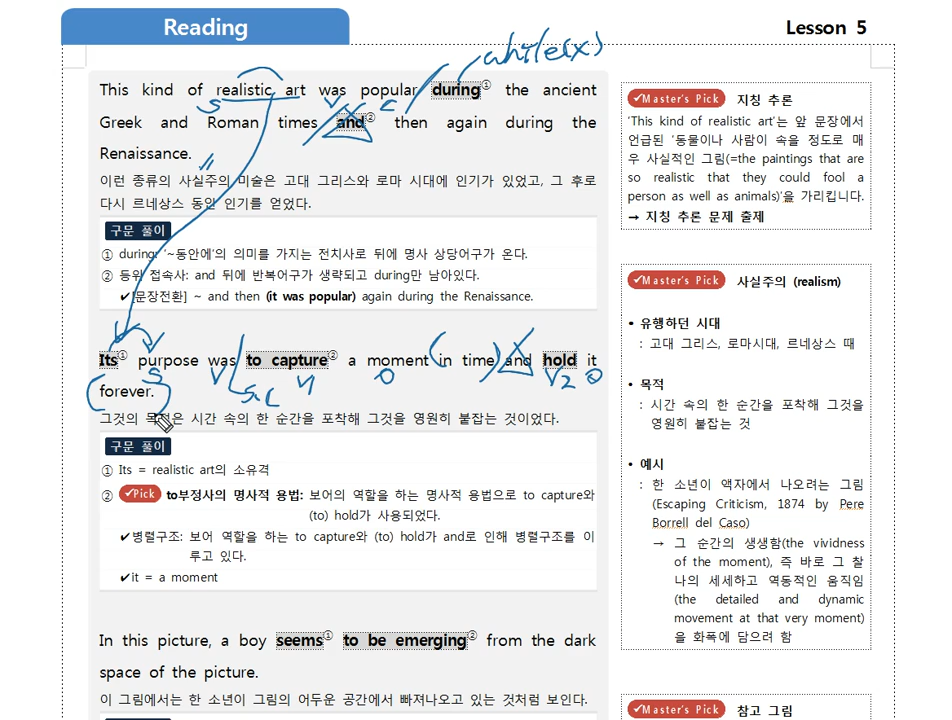 Reading
Lesson 5
while(x)
This kind of realistic art was popular during① the ancient
Greek and Roman times and② then again during the
Renaissance.
이런 종류의 사실주의 미술은 고대 그리스와 로마 시대에 인기가 있었고, 그 후로
다시 르네상스 동안 인기를 얻었다.
구문 풀이
① during: '~동안에'의 의미를 가지는 전치사로 뒤에 명사 상당어구가 온다.
② 등위 접속사: and 뒤에 반복어구가 생략되고 during만 남아있다.
✔[문장전환] ~ and then (it was popular) again during the Renaissance.
Its① purpose was to capture② a moment in time and hold it
forever.
그것의 목적은 시간 속의 한 순간을 포착해 그것을 영원히 붙잡는 것이었다.
구문 풀이
① Its = realistic art의 소유격
② ✔Pick to부정사의 명사적 용법: 보어의 역할을 하는 명사적 용법으로 to capture와
(to) hold가 사용되었다.
✔병렬구조: 보어 역할을 하는 to capture와 (to) hold가 and로 인해 병렬구조를 이
루고 있다.
✔it = a moment
In this picture, a boy seems① to be emerging② from the dark
space of the picture.
이 그림에서는 한 소년이 그림의 어두운 공간에서 빠져나오고 있는 것처럼 보인다.
✔Master's Pick 지칭 추론
'This kind of realistic art'는 앞 문장에서
언급된 '동물이나 사람이 속을 정도로 매
우 사실적인 그림(=the paintings that are
so realistic that they could fool a
person as well as animals)'을 가리킵니다.
→ 지칭 추론 문제 출제
✔Master's Pick 사실주의 (realism)
• 유행하던 시대
: 고대 그리스, 로마시대, 르네상스 때
• 목적
: 시간 속의 한 순간을 포착해 그것을
영원히 붙잡는 것
• 예시
: 한 소년이 액자에서 나오려는 그림
(Escaping Criticism, 1874 by Pere
Borrell del Caso)
→ 그 순간의 생생함(the vividness
of the moment), 즉 바로 그 찰
나의 세세하고 역동적인 움직임
(the detailed and dynamic
movement at that very moment)
을 화폭에 담으려 함
✔Master's Pick 참고 그림